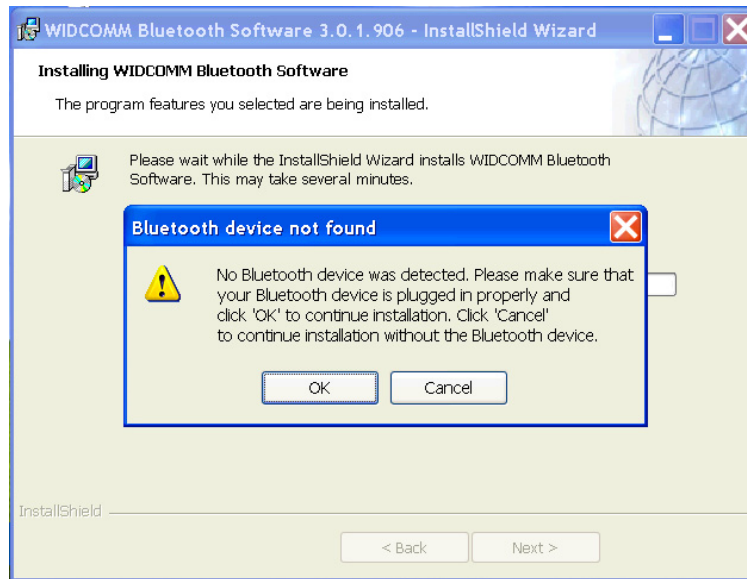 WIDCOMM Bluetooth Software 3.0.1.906 - InstallShield Wizard
Installing WIDCOMM Bluetooth Software
The program features you selected are being installed.
Please wait while the InstallShield Wizard installs WIDCOMM Bluetooth
Software. This may take several minutes.
Bluetooth device not found
No Bluetooth device was detected. Please make sure that
your Bluetooth device is plugged in properly and
click 'OK' to continue installation. Click 'Cancel'
to continue installation without the Bluetooth device.
OK Cancel
InstallShield
< Back Next >